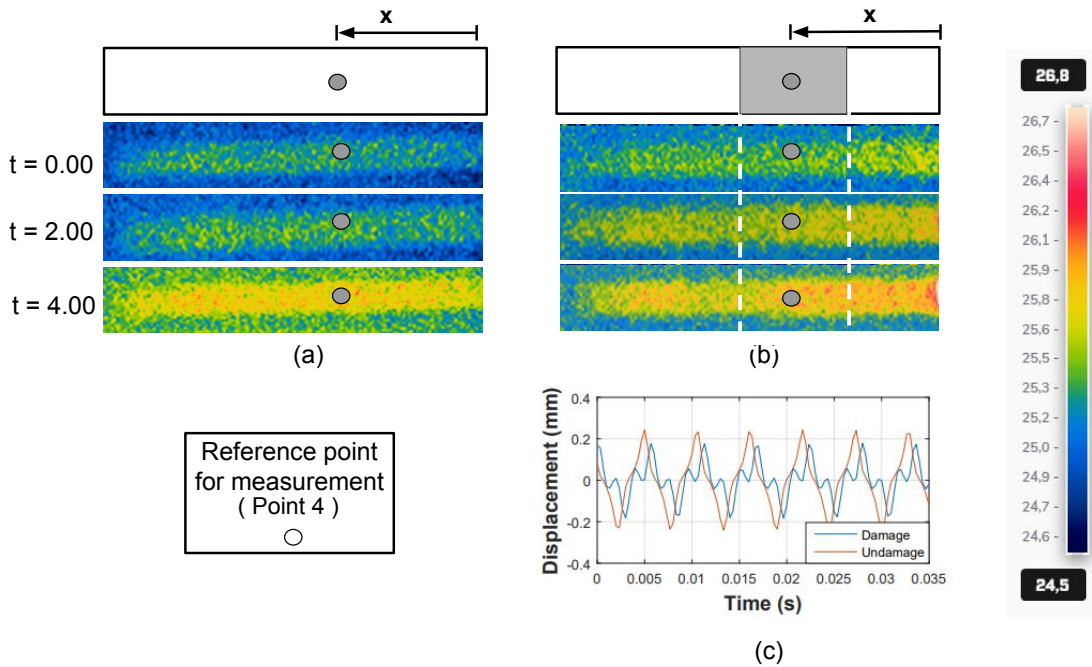 x
x
t = 0.00
t = 2.00
t = 4.00
(a)
(b)
26,8
26,7 -
26,5 -
26,4 -
26,2 -
26,1 -
25,9 -
25,8 -
25,6 -
25,5 -
25,3 -
25,2 -
25,0 -
24,9 -
24,7 -
24,6 -
24,5
Reference point
for measurement
( Point 4 )
Displacement (mm)
0.4
0.2
0
-0.2
-0.4
Damage
Undamage
0 0.005 0.01 0.015 0.02 0.025 0.03 0.035
Time (s)
(c)